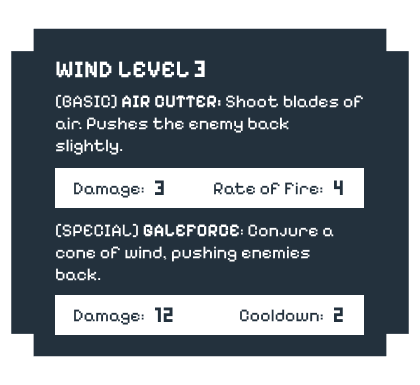 WIND LEVEL 3
(BASIC) AIR CUTTER: Shoot blades of
air. Pushes the enemy back
slightly.
Damage: 3 Rate of Fire: 4
(SPECIAL) GALEFORCE: Conjure a
cone of wind, pushing enemies
back.
Damage: 12 Cooldown: 2